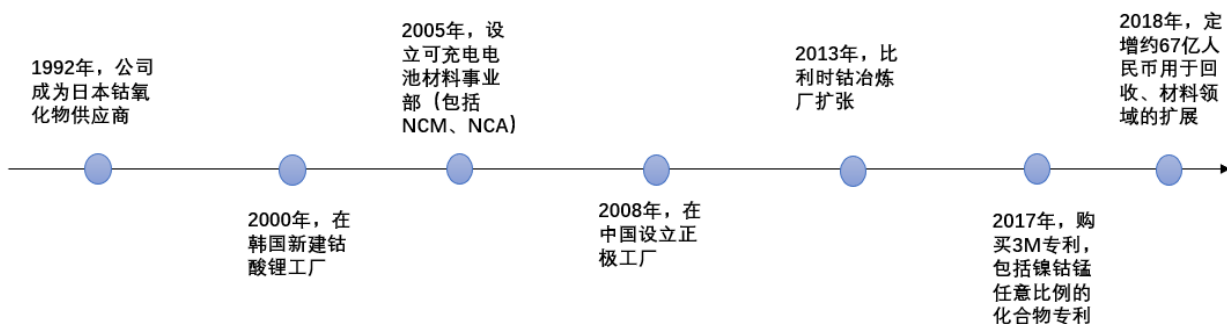 1992年，公司
成为日本钴氧
化物供应商
2000年，在
韩国新建钴
酸锂工厂
2005年，设
立可充电电
池材料事业
部（包括
NCM、NCA）
2008年，在
中国设立正
极工厂
2013年，比
利时钴冶炼
厂扩张
2017年，购
买3M专利，
包括镍钴锰
任意比例的
化合物专利
2018年，定
增约67亿人
民币用于回
收、材料领
域的扩展